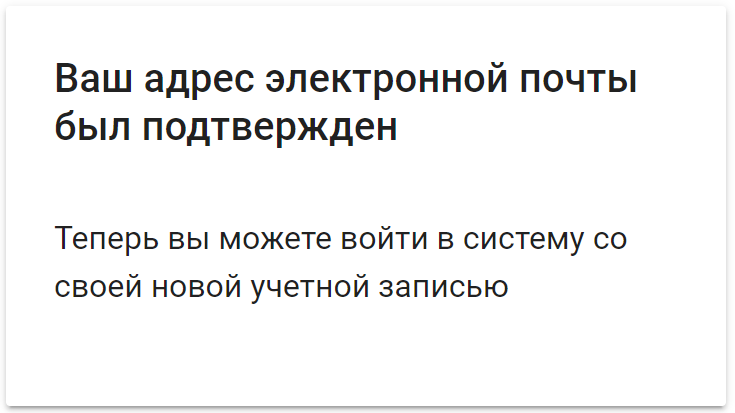 Ваш адрес электронной почты
был подтвержден
Теперь вы можете войти в систему со
своей новой учетной записью